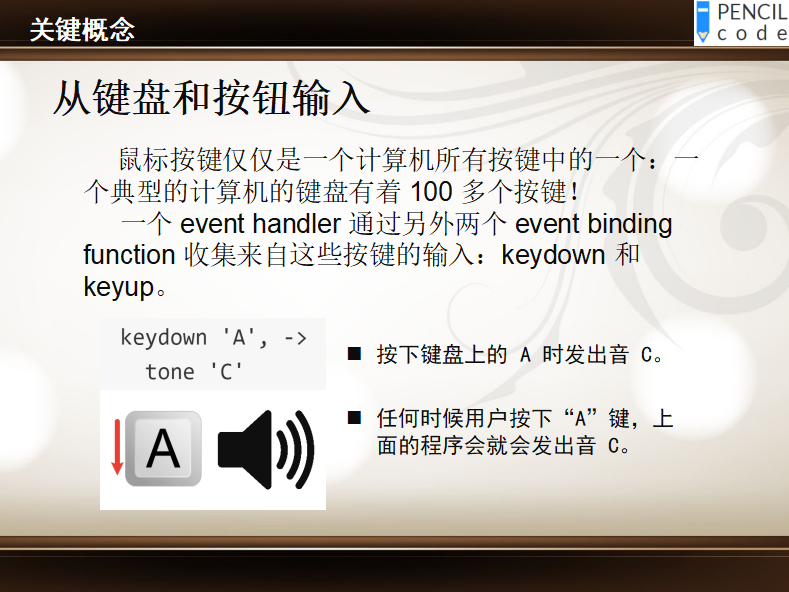 关键概念
PENCIL
code
从键盘和按钮输入
鼠标按键仅仅是一个计算机所有按键中的一个：一
个典型的计算机的键盘有着 100 多个按键！
一个 event handler 通过另外两个 event binding
function 收集来自这些按键的输入：keydown 和
keyup。
keydown 'A', ->
tone 'C'
A
■ 按下键盘上的 A 时发出音 C。
■ 任何时候用户按下“A”键，上
面的程序会就会发出音 C。